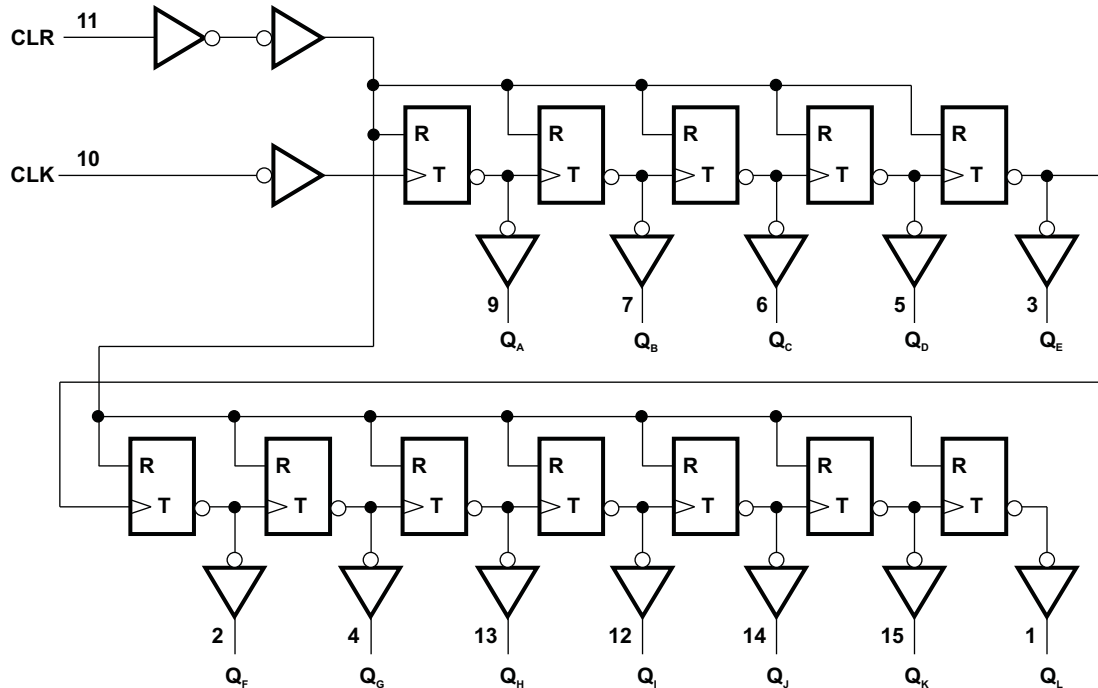 11
CLR
R R R R R
10
CLK
T T T T T
9 7 6 5 3
QA QB QC QD QE
R R R R R R R
T T T T T T T
2 4 13 12 14 15 1
QF QG QH QI QJ QK QL